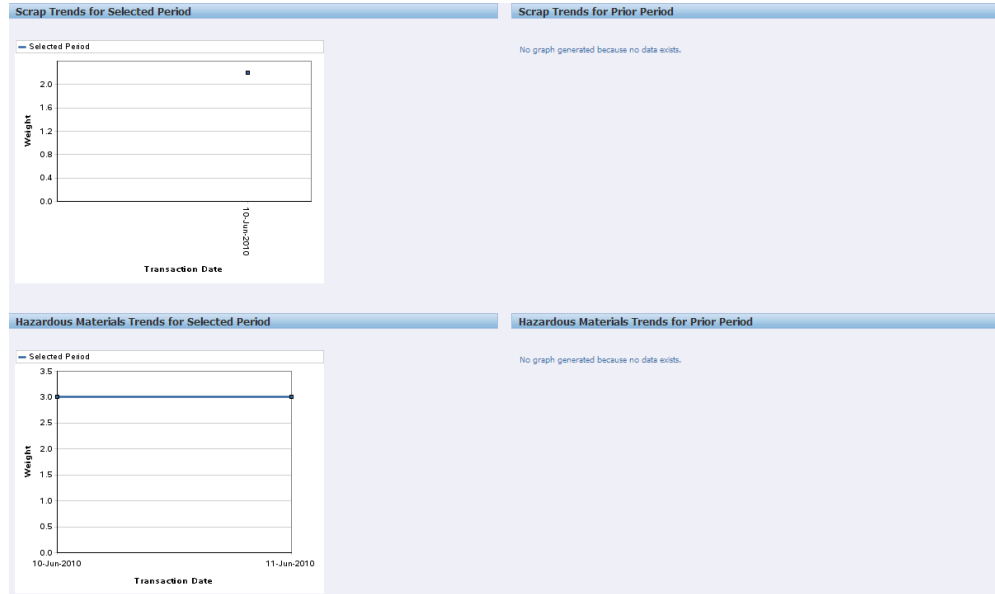 Scrap Trends for Selected Period
Scrap Trends for Prior Period
Selected Period
No graph generated because no data exists.
2.0
1.6
1.2
0.8
0.4
0.0
Weight
10-Jun-2010
Transaction Date
Hazardous Materials Trends for Selected Period
Hazardous Materials Trends for Prior Period
Selected Period
No graph generated because no data exists.
3.5
3.0
2.5
2.0
1.5
1.0
0.5
0.0
Weight
10-Jun-2010
11-Jun-2010
Transaction Date